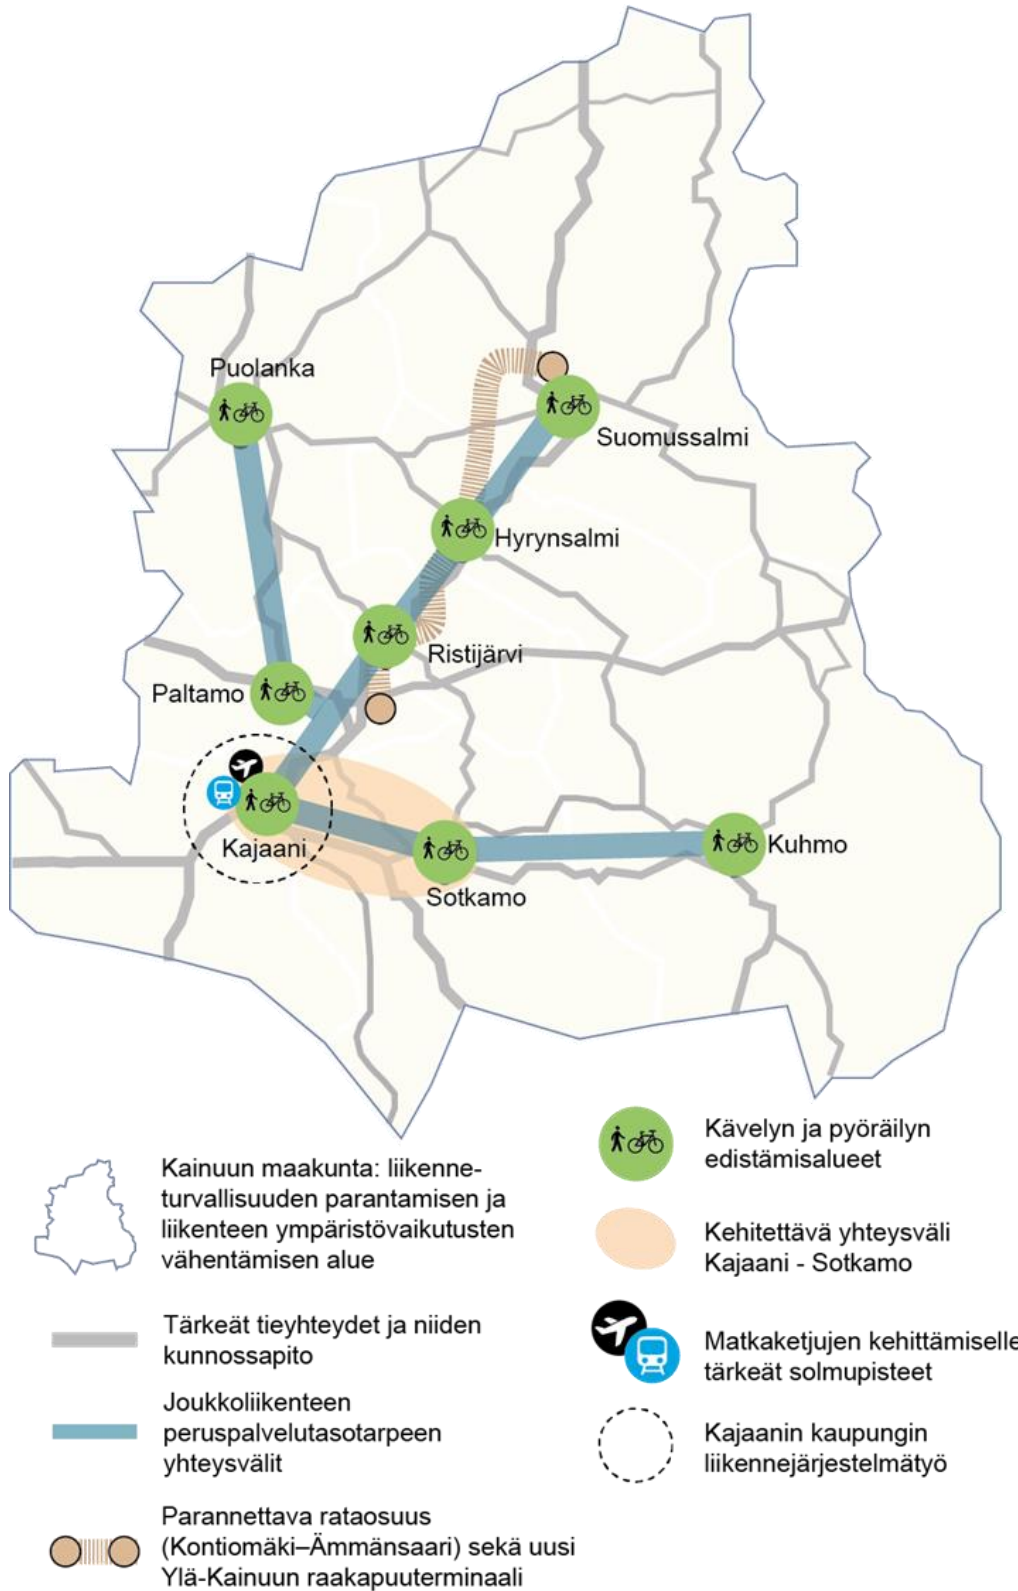 Puolanka
Suomussalmi
Hyrynsalmi
Ristijärvi
Paltamo
Kajaani
Kuhmo
Sotkamo
Kainuun maakunta: liikenne-
turvallisuuden parantamisen ja
liikenteen ympäristövaikutusten
vähentämisen alue
Tärkeät tieyhteydet ja niiden
kunnossapito
Joukkoliikenteen
peruspalvelutasotarpeen
yhteysvälit
Parannettava rataosuus
(Kontiomäki–Ämmänsaari) sekä uusi
Ylä-Kainuun raakapuuterminaali
Kävelyn ja pyöräilyn
edistämisalueet
Kehitettävä yhteysväli
Kajaani - Sotkamo
Matkaketjujen kehittämiselle
tärkeät solmupisteet
Kajaanin kaupungin
liikennejärjestelmätyö